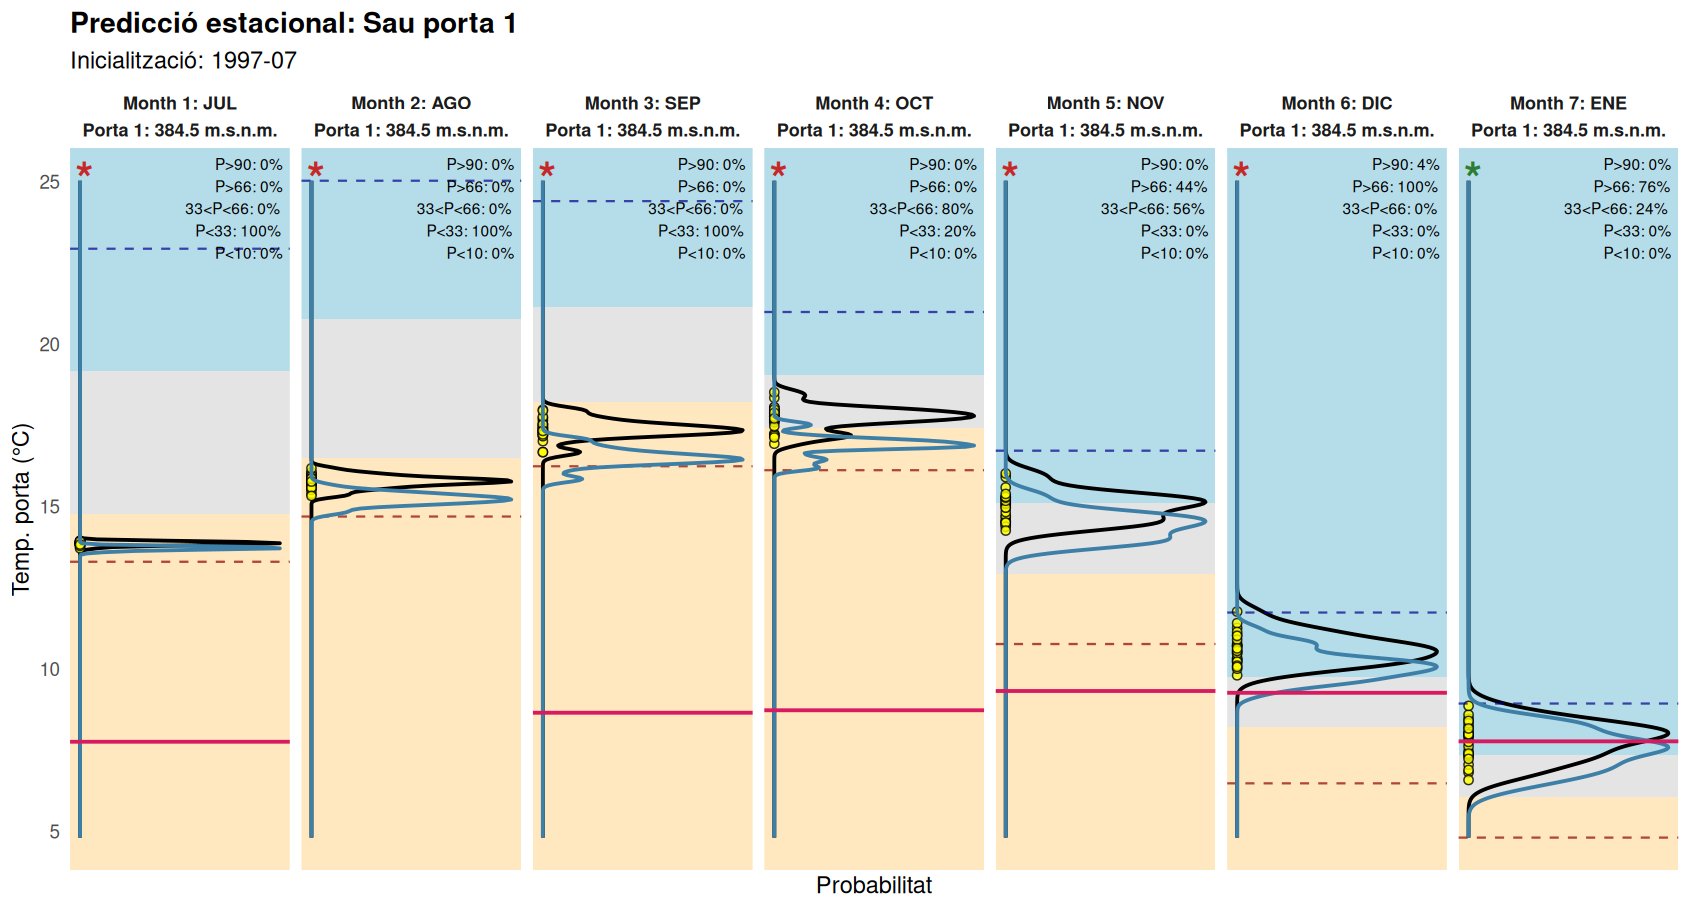 Predicció estacional: Sau porta 1
Inicialització: 1997-07
Month 1: JUL
Porta 1: 384.5 m.s.n.m.
Month 2: AGO
Porta 1: 384.5 m.s.n.m.
Month 3: SEP
Porta 1: 384.5 m.s.n.m.
Month 4: OCT
Porta 1: 384.5 m.s.n.m.
Month 5: NOV
Porta 1: 384.5 m.s.n.m.
Month 6: DIC
Porta 1: 384.5 m.s.n.m.
Month 7: ENE
Porta 1: 384.5 m.s.n.m.
*
P>90: 0%
P>66: 0%
33<P<66: 0%
P<33: 100%
P<10: 0%
*
P>90: 0%
P>66: 0%
33<P<66: 0%
P<33: 100%
P<10: 0%
*
P>90: 0%
P>66: 0%
33<P<66: 0%
P<33: 100%
P<10: 0%
*
P>90: 0%
P>66: 0%
33<P<66: 80%
P<33: 20%
P<10: 0%
*
P>90: 0%
P>66: 44%
33<P<66: 56%
P<33: 0%
P<10: 0%
*
P>90: 4%
P>66: 100%
33<P<66: 0%
P<33: 0%
P<10: 0%
*
P>90: 0%
P>66: 76%
33<P<66: 24%
P<33: 0%
P<10: 0%
25
20
15
10
5
Temp. porta (°C)
Probabilitat